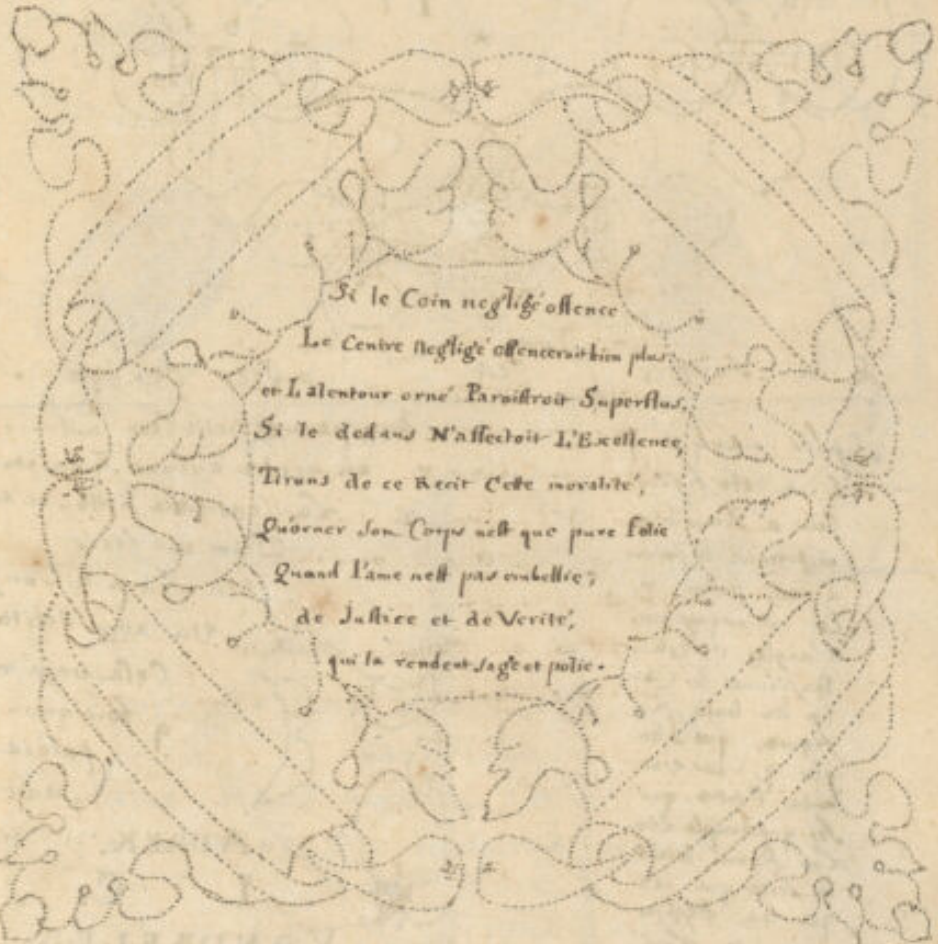 Si le Coin negligé offence
Le Centre negligé offenceroit bien plus.
et Lalentour orné Paroistroit Superflus,
Si le dedans N'affectoit L'Excellence,
Tirons de ce Recit Cette moralité,
Qu'orner son Corps n'est que pure folie
Quand l'ame n'est pas embellie;
de Justice et de Verité,
qui la rendent sage et polie.